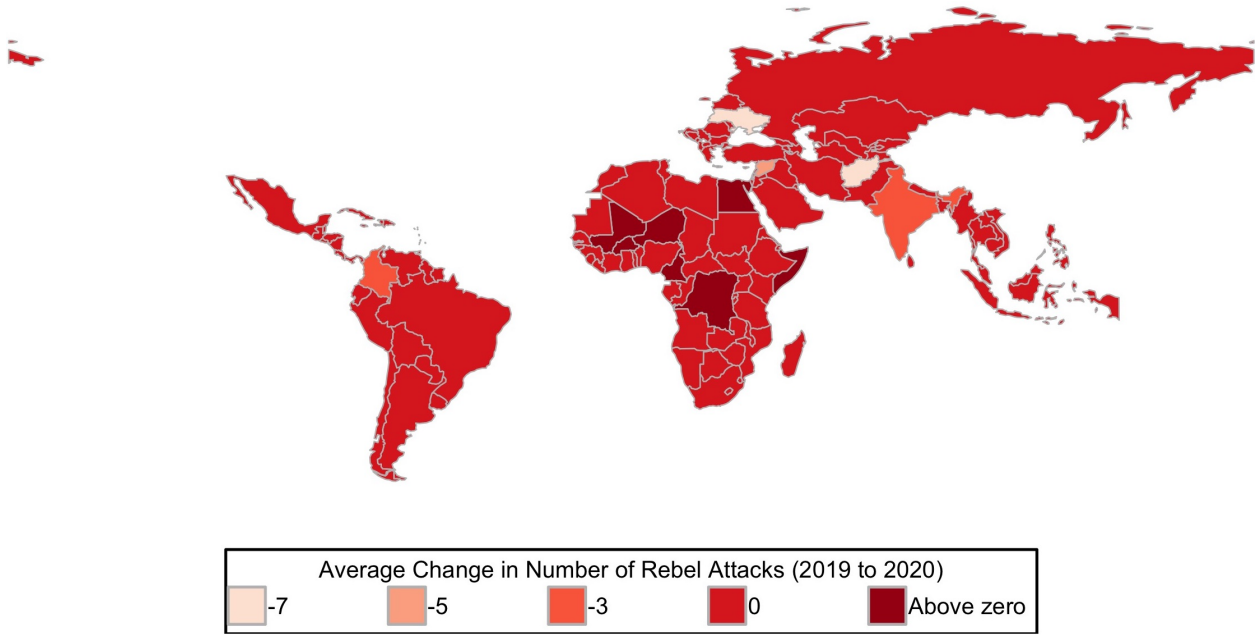 Average Change in Number of Rebel Attacks (2019 to 2020)
-7 -5 -3 0 Above zero